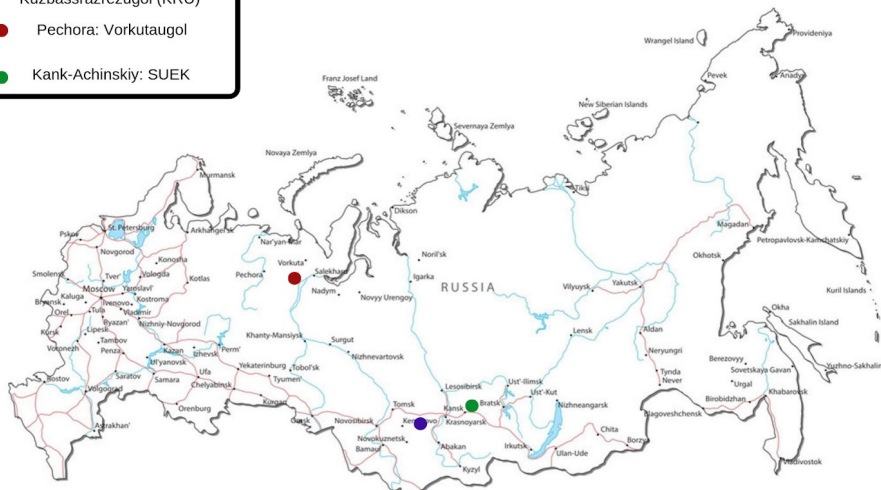 Kuzbassrazrezugol (KRU)
Pechora: Vorkutaugol
Kank-Achinskiy: SUEK
Wrangel Island
Provideniya
Pevek
Anadyr
Franz Josef Land
New Siberian Islands
Severnaya Zemlya
Novaya Zemlya
Murmansk
Dikson
Tiksi
St. Petersburg
Arkhangel'sk
Nar'yan-Mar
Magadan
Pskov
Novgorod
Petropavlovsk-Kamchatskiy
Konosha
Vorkuta
Noril'sk
Okhotsk
Smolensk
Tver'
Vologda
Kotlas
Pechora
Salekhard
Igarka
RUSSIA
Vilyuysk
Yakutsk
Kuril Islands
Moscow
Yaroslavl'
Nadym
Novyy Urengoy
Bryansk
Kaluga
Ivenovo
Kostroma
Okha
Orel
Tula
Vladimir
Sakhalin Island
Ryazan'
Nizhniy-Novgorod
Kursk
Lipesk
Lensk
Aldan
Tambov
Khanty-Mansiysk
Surgut
Voronezh
Penza
Kazan
Izhevsk
Perm'
Nizhnevartovsk
Neryungri
Berezovyy
Ul'yanovsk
Yekaterinburg
Tobol'sk
Sovetskaya Gavan
Yuzhno-Sakhalin
Rostov
Saratov
Samara
Ufa
Chelyabinsk
Tyumen'
Lesosibirsk
Ust'-Ilimsk
Tynda
Never
Urgal
Volgograd
Ust'-Kut
Birobidzhan
Khabarovsk
Orenburg
Kurgan
Tomsk
Kansk
Bratsk
Nizhneangarsk
Blagoveshchensk
Astrakhan'
Omsk
Novosibirsk
Krasnoyarsk
Chita
Novokuznetsk
Abakan
Irkutsk
Borzya
Barnaul
Ulan-Ude
Vladivostok
Kyzyl